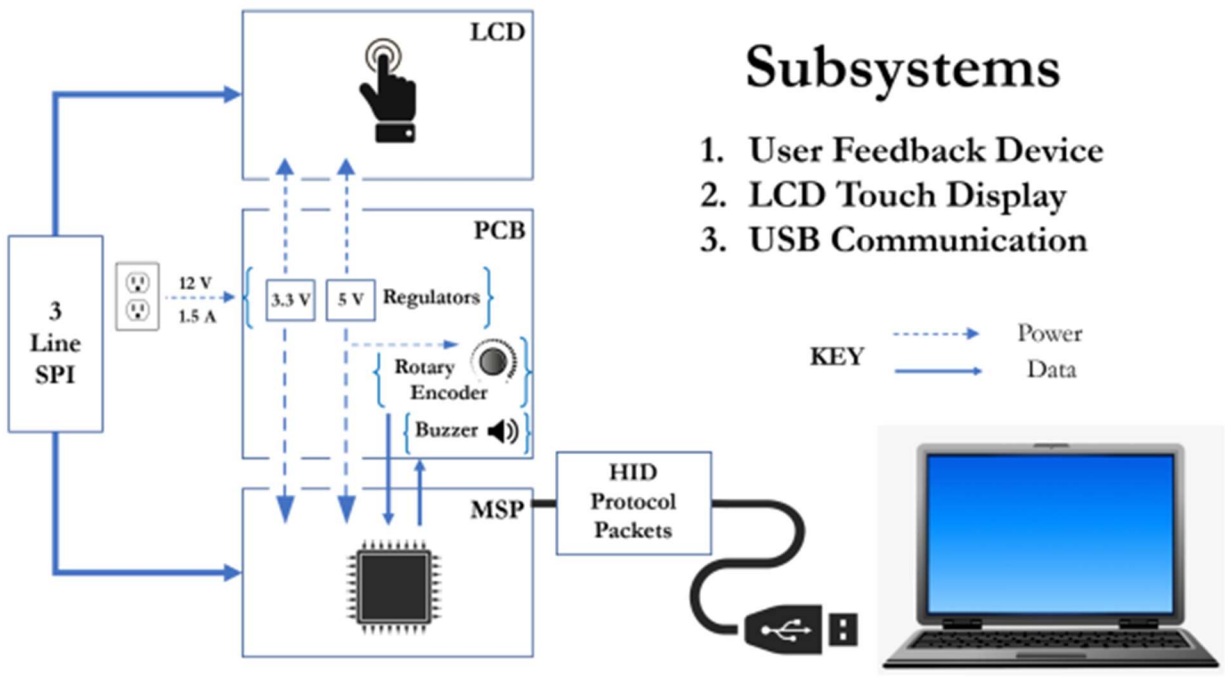 LCD
Subsystems
1. User Feedback Device
2. LCD Touch Display
3. USB Communication
PCB
3
Line
SPI
12 V
1.5 A
3.3 V
5 V
Regulators
Rotary
Encoder
Buzzer
KEY
Power
Data
MSP
HID
Protocol
Packets